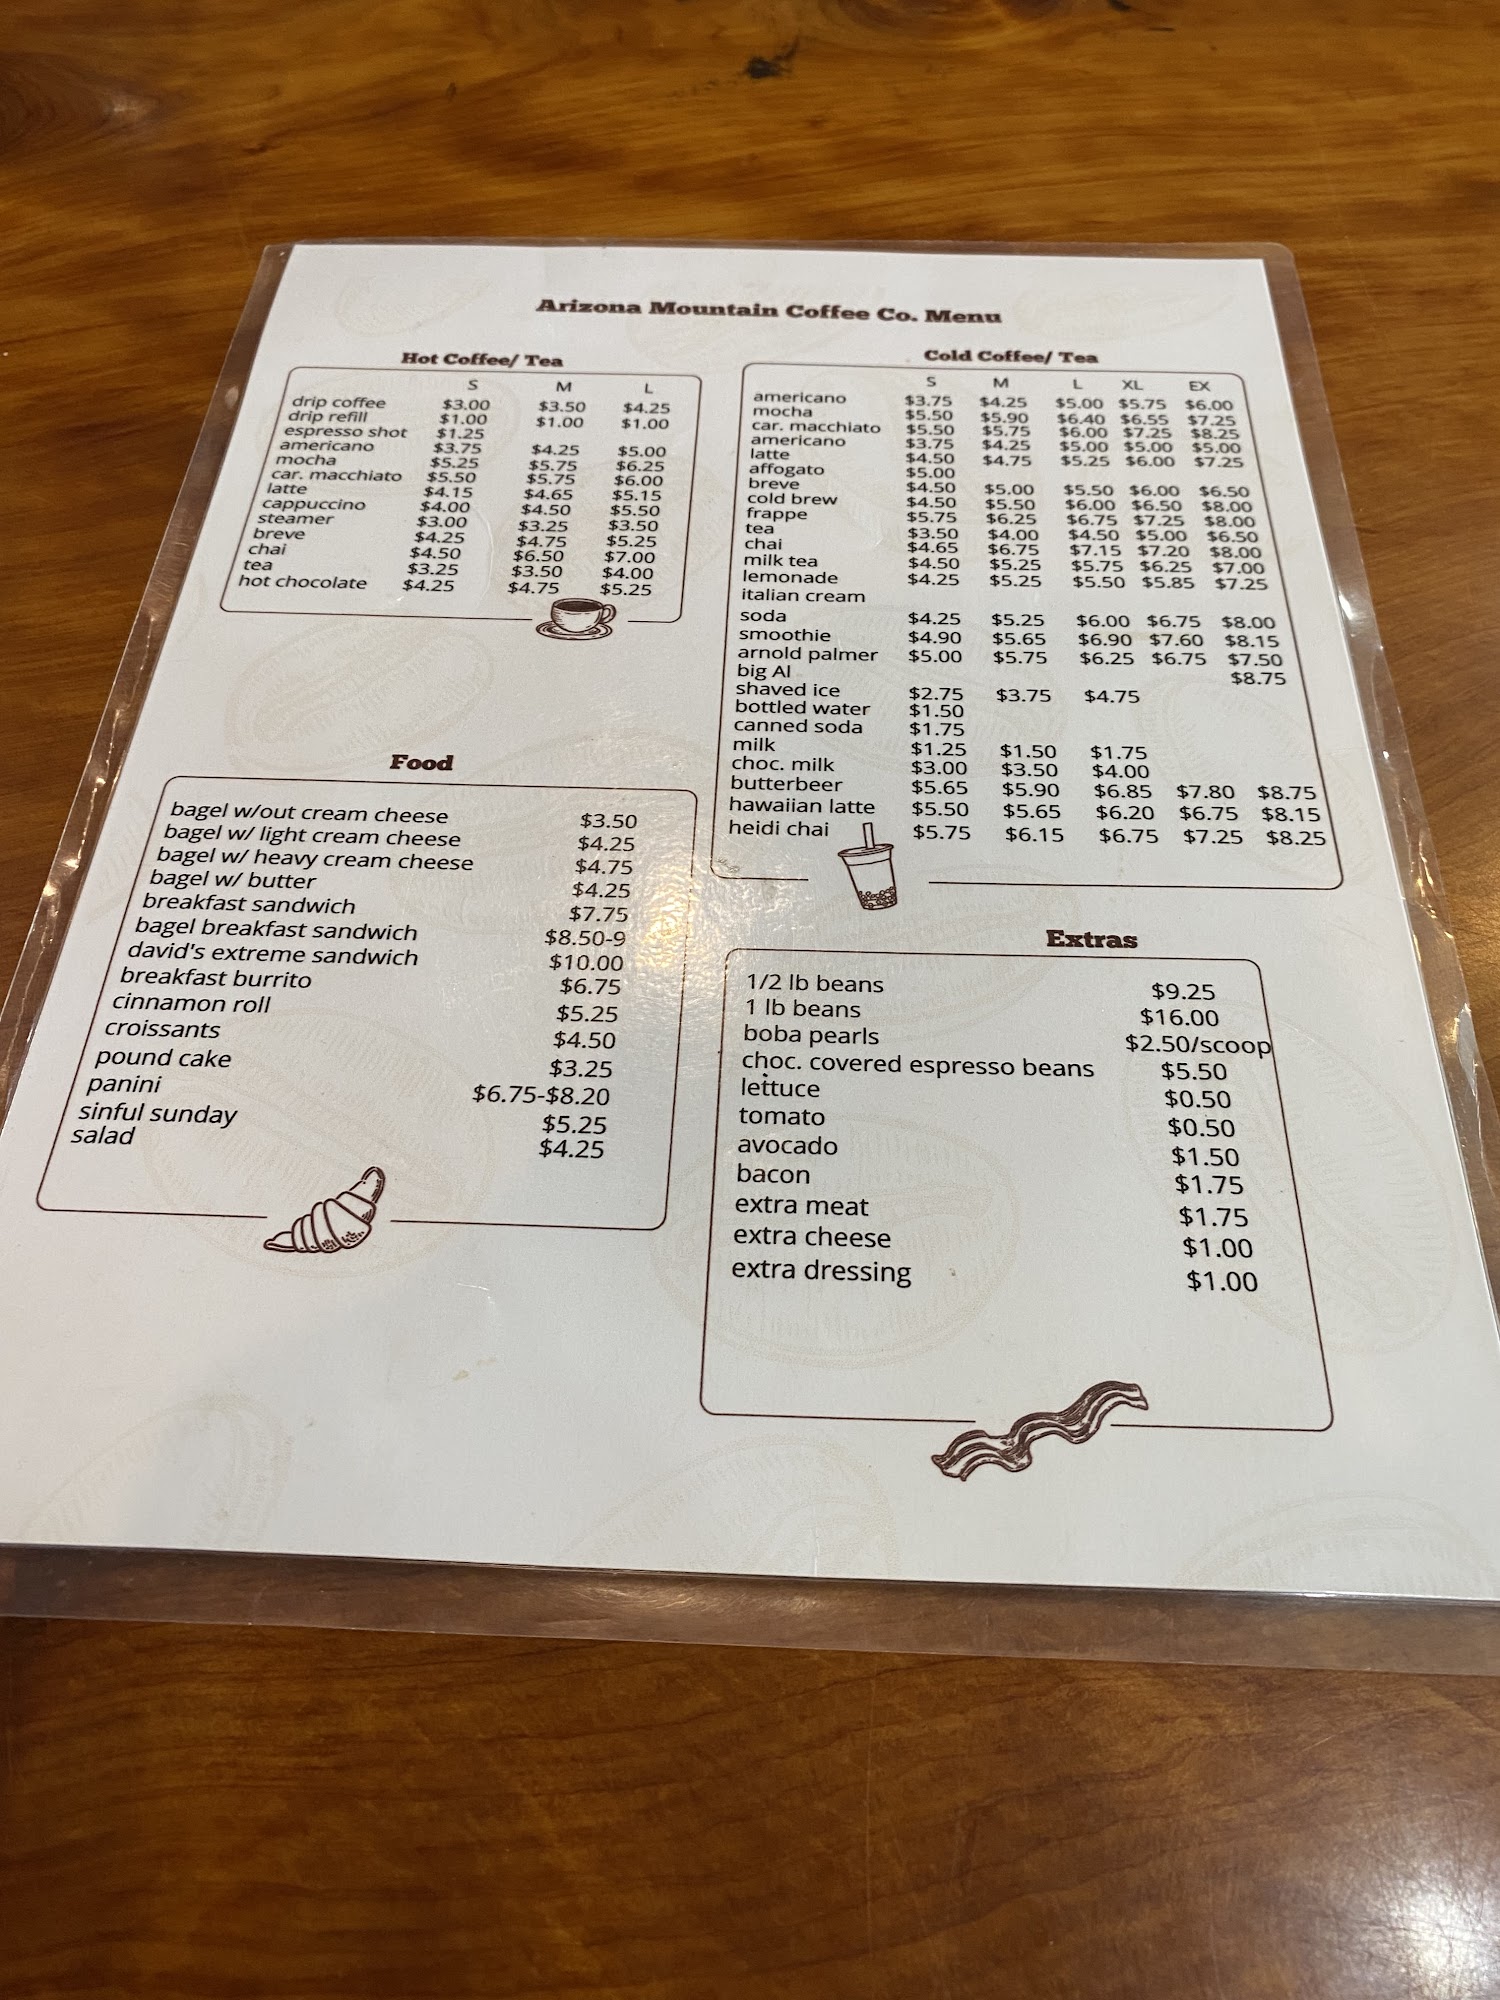 Arizona Mountain Coffee Co. Menu
Hot Coffee/ Tea
S M L
drip coffee $3.00 $3.50 $4.25
drip refill $1.00 $1.00 $1.00
espresso shot $1.25
americano $3.75 $4.25 $5.00
mocha $5.25 $5.75 $6.25
car. macchiato $5.50 $5.75 $6.00
latte $4.15 $4.65 $5.15
cappuccino $4.00 $4.50 $5.50
steamer $3.00 $3.25 $3.50
breve $4.25 $4.75 $5.25
chai $4.50 $6.50 $7.00
tea $3.25 $3.50 $4.00
hot chocolate $4.25 $4.75 $5.25
Cold Coffee/ Tea
S M L XL EX
americano $3.75 $4.25 $5.00 $5.75 $6.00
mocha $5.50 $5.90 $6.40 $6.55 $7.25
car. macchiato $5.50 $5.75 $6.00 $7.25 $8.25
americano $3.75 $4.25 $5.00 $5.00 $5.00
latte $4.50 $4.75 $5.25 $6.00 $7.25
affogato $5.00
breve $4.50 $5.00 $5.50 $6.00 $6.50
cold brew $4.50 $5.50 $6.00 $6.50 $8.00
frappe $5.75 $6.25 $6.75 $7.25 $8.00
tea $3.50 $4.00 $4.50 $5.00 $6.50
chai $4.65 $6.75 $7.15 $7.20 $8.00
milk tea $4.50 $5.25 $5.75 $6.25 $7.00
lemonade $4.25 $5.25 $5.50 $5.85 $7.25
italian cream
soda $4.25 $5.25 $6.00 $6.75 $8.00
smoothie $4.90 $5.65 $6.90 $7.60 $8.15
arnold palmer $5.00 $5.75 $6.25 $6.75 $7.50
big Al $8.75
shaved ice $2.75 $3.75 $4.75
bottled water $1.50
canned soda $1.75
milk $1.25 $1.50 $1.75
choc. milk $3.00 $3.50 $4.00
butterbeer $5.65 $5.90 $6.85 $7.80 $8.75
hawaiian latte $5.50 $5.65 $6.20 $6.75 $8.15
heidi chai $5.75 $6.15 $6.75 $7.25 $8.25
Food
bagel w/out cream cheese $3.50
bagel w/ light cream cheese $4.25
bagel w/ heavy cream cheese $4.75
bagel w/ butter $4.25
breakfast sandwich $7.75
bagel breakfast sandwich $8.50-9
david's extreme sandwich $10.00
breakfast burrito $6.75
cinnamon roll $5.25
croissants $4.50
pound cake $3.25
panini $6.75-$8.20
sinful sunday $5.25
salad $4.25
Extras
1/2 lb beans $9.25
1 lb beans $16.00
boba pearls $2.50/scoop
choc. covered espresso beans $5.50
lettuce $0.50
tomato $0.50
avocado $1.50
bacon $1.75
extra meat $1.75
extra cheese $1.00
extra dressing $1.00